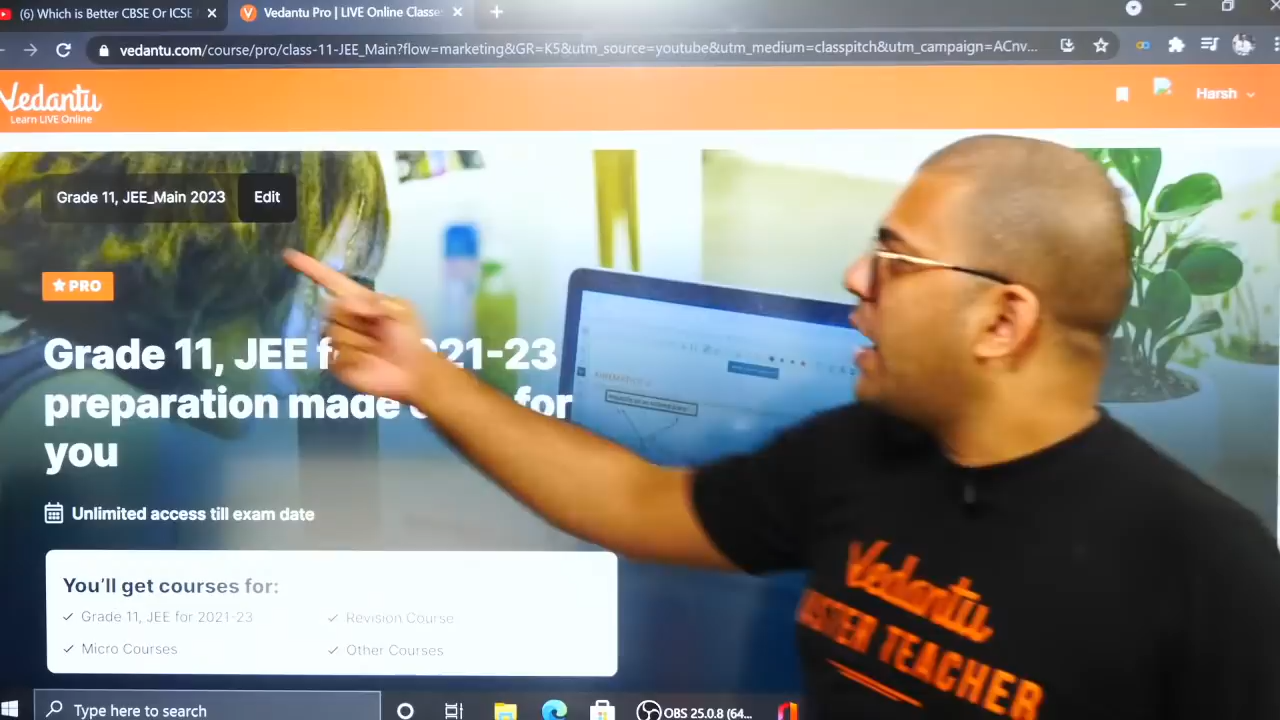 (6) Which is Better CBSE Or ICSE
Vedantu Pro | LIVE Online Classe
vedantu.com/course/pro/class-11-JEE_Main?flow=marketing&GR=K5&utm_source=youtube&utm_medium=classpitch&utm_campaign=ACnv...
Vedantu
Learn LIVE Online
Harsh
Grade 11, JEE_Main 2023
Edit
PRO
Grade 11, JEE f 21-23
preparation made for
you
Unlimited access till exam date
You'll get courses for:
Grade 11, JEE for 2021-23
Revision Course
Micro Courses
Other Courses
Type here to search
OBS 25.0.8 (64...
Vedantu
MASTER TEACHER